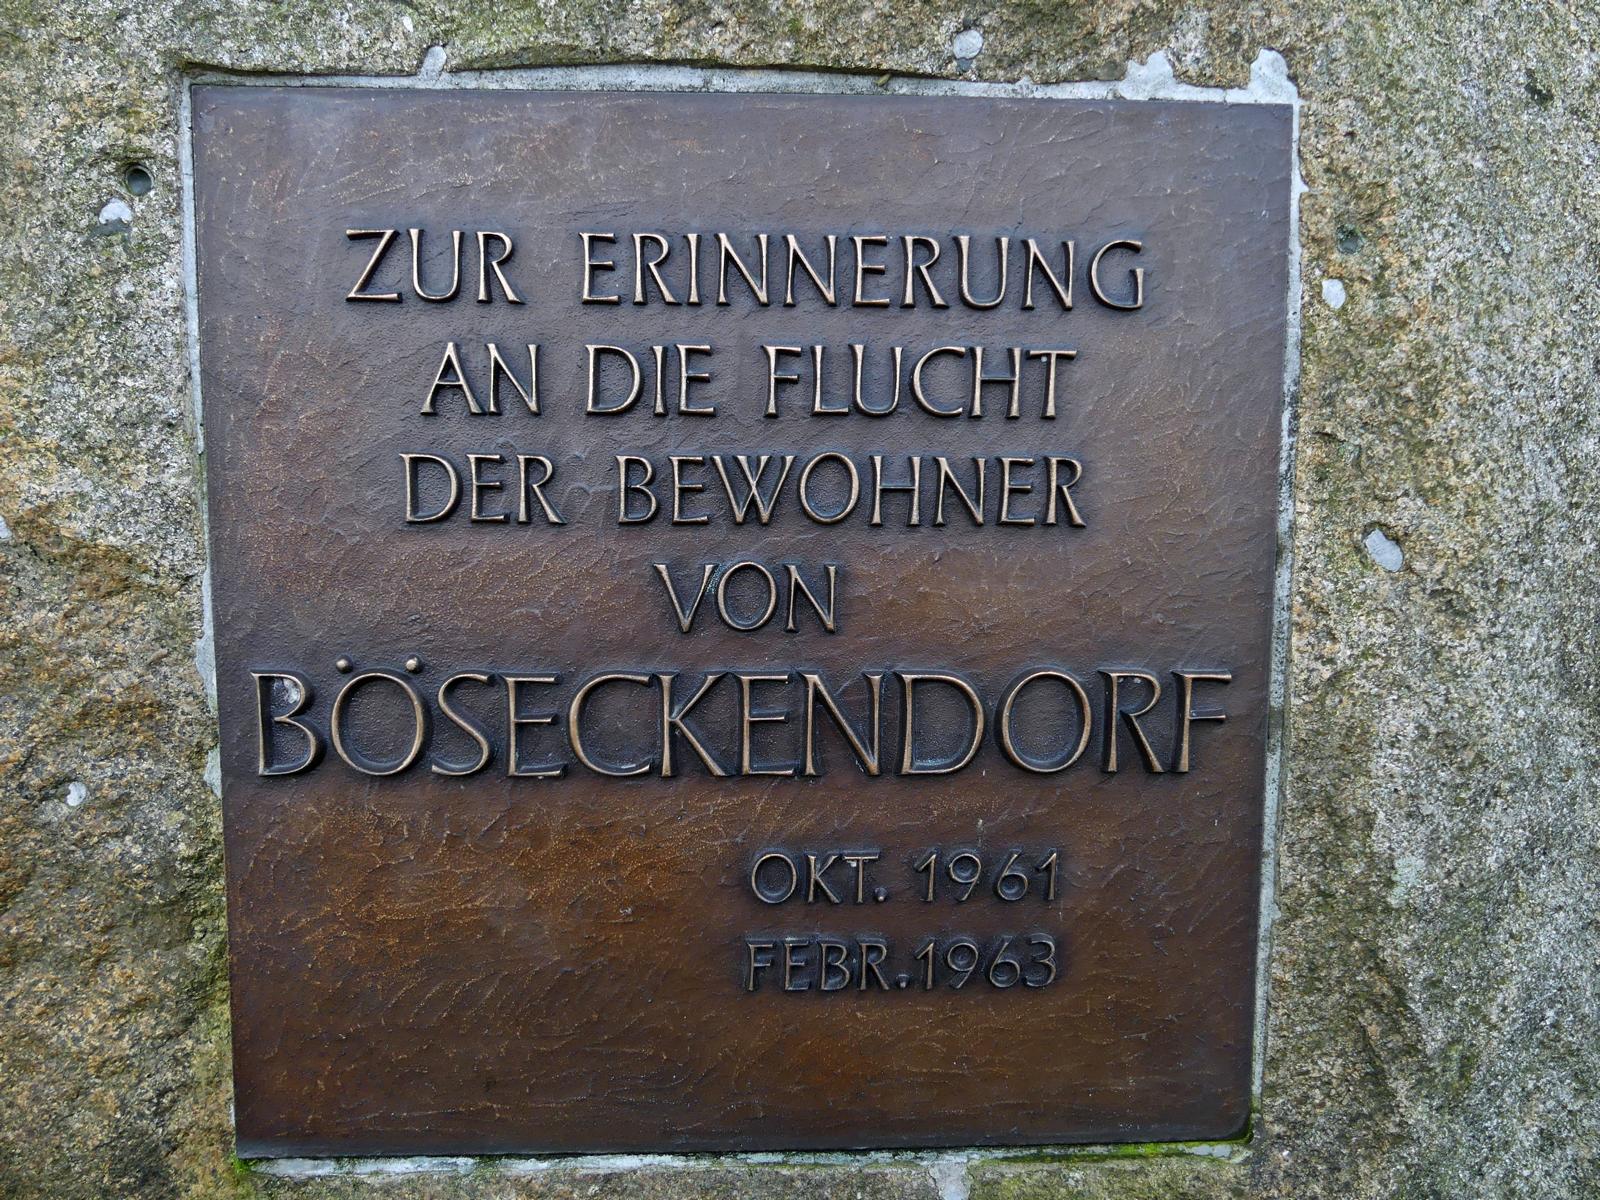 ZUR ERINNERUNG
AN DIE FLUCHT
DER BEWOHNER
VON
BÖSECKENDORF
OKT. 1961
FEBR. 1963